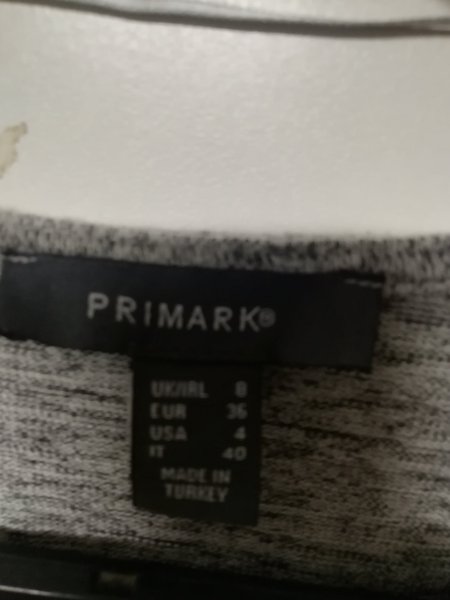 PRIMARK®
UK/IRL 8
EUR 36
USA 4
IT 40
MADE IN
TURKEY